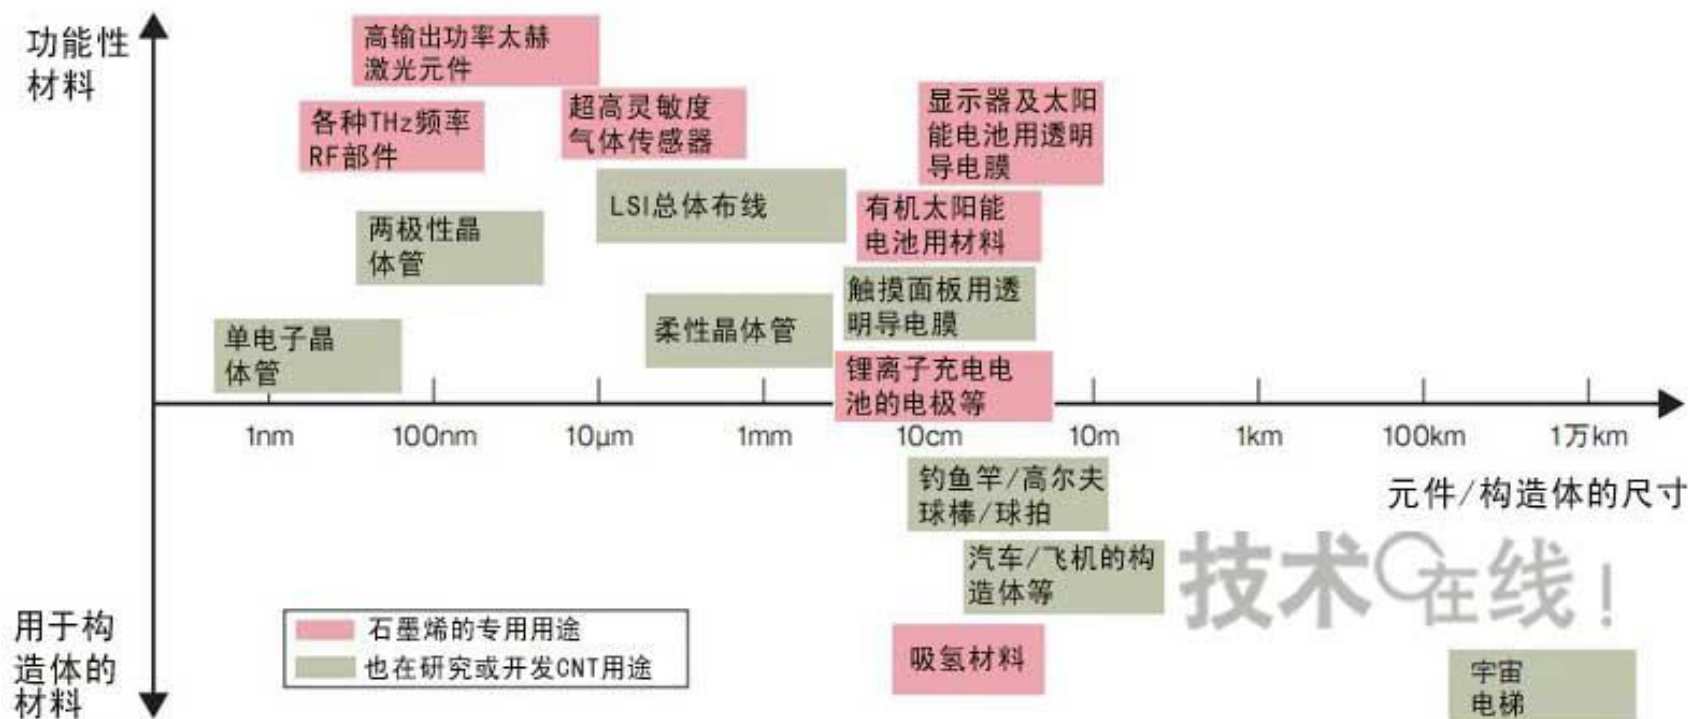 功能性
材料
高输出功率太赫
激光元件
各种THz频率
RF部件
超高灵敏度
气体传感器
显示器及太阳
能电池用透明
导电膜
LSI总体布线
有机太阳能
电池用材料
两极性晶
体管
触摸面板用透
明导电膜
柔性晶体管
单电子晶
体管
锂离子充电电
池的电极等
1nm
100nm
10μm
1mm
10cm
10m
1km
100km
1万km
元件/构造体的尺寸
钓鱼竿/高尔夫
球棒/球拍
汽车/飞机的构
造体等
技术在线!
用于构
造体的
材料
石墨烯的专用用途
也在研究或开发CNT用途
吸氢材料
宇宙
电梯